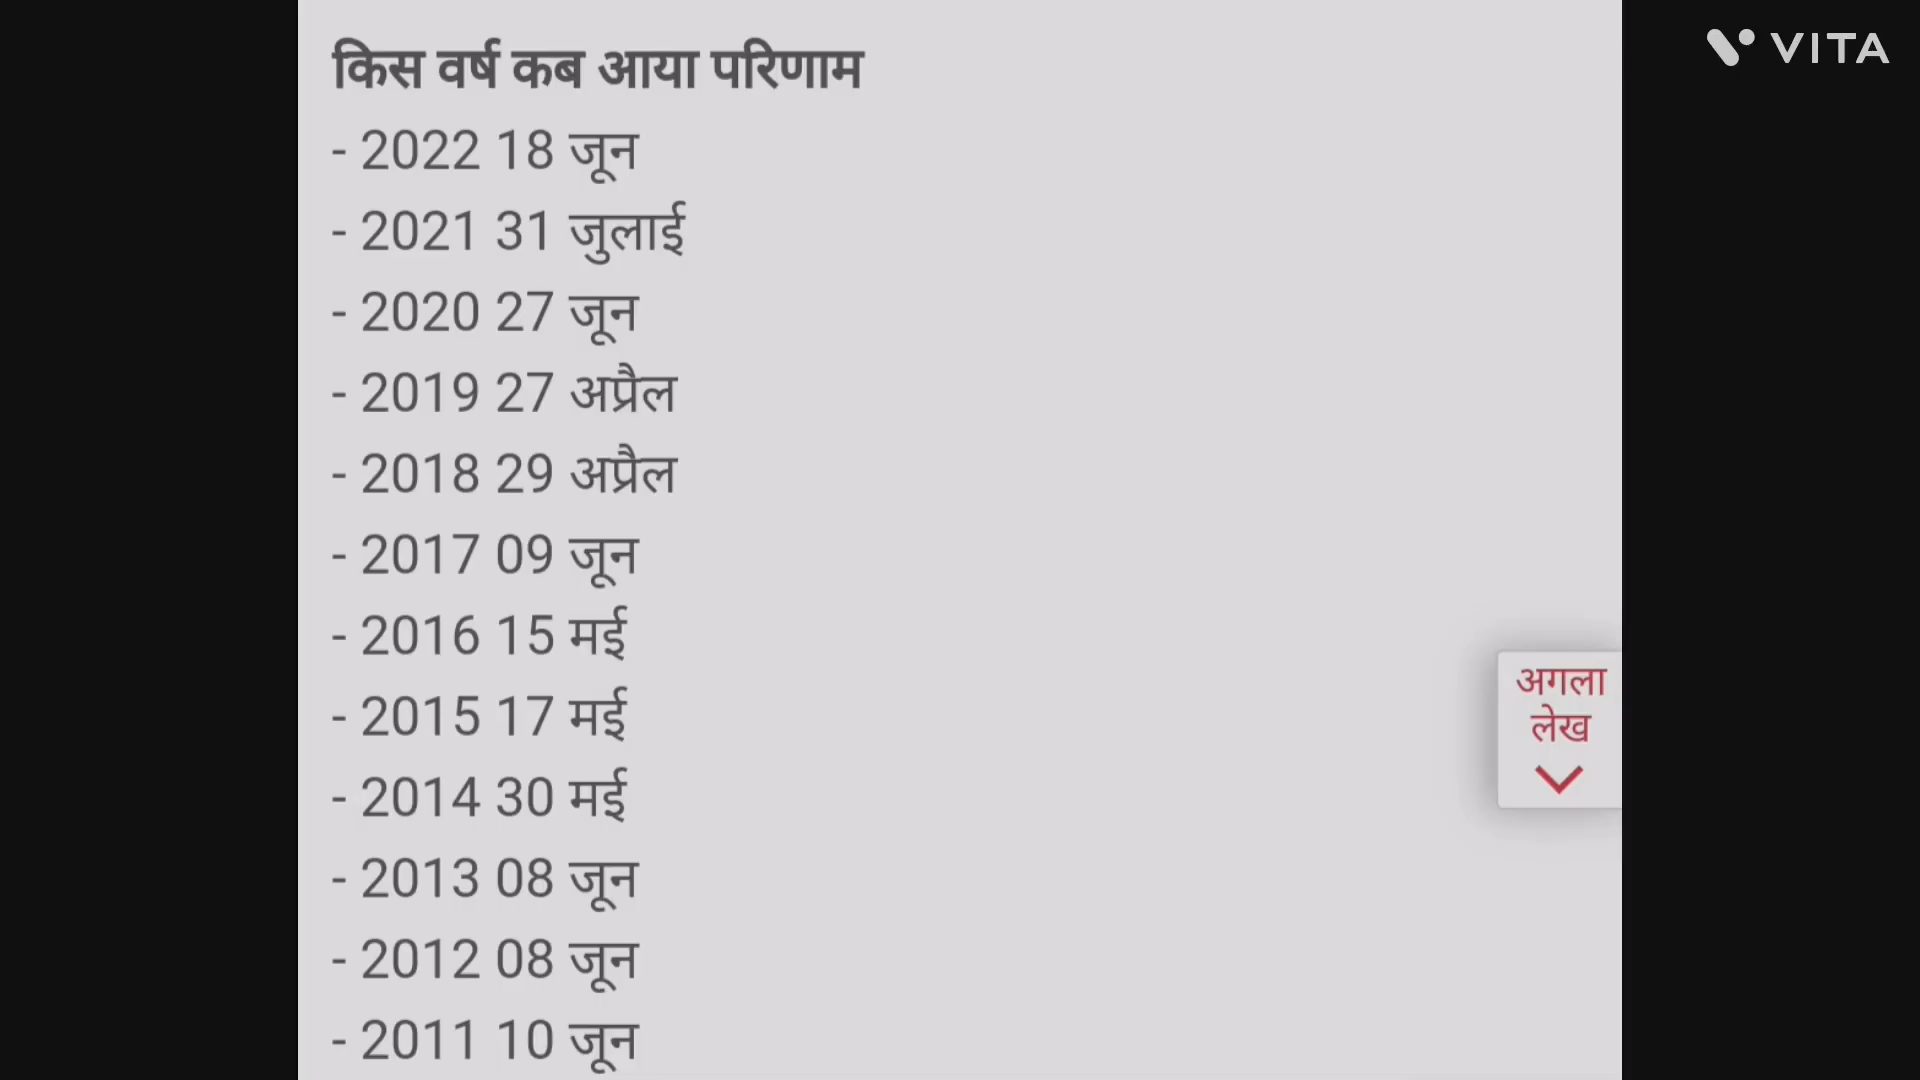 किस वर्ष कब आया परिणाम
- 2022 18 जून
- 2021 31 जुलाई
- 2020 27 जून
- 2019 27 अप्रैल
- 2018 29 अप्रैल
- 2017 09 जून
- 2016 15 मई
- 2015 17 मई
- 2014 30 मई
- 2013 08 जून
- 2012 08 जून
- 2011 10 जून
अगला
लेख
VITA